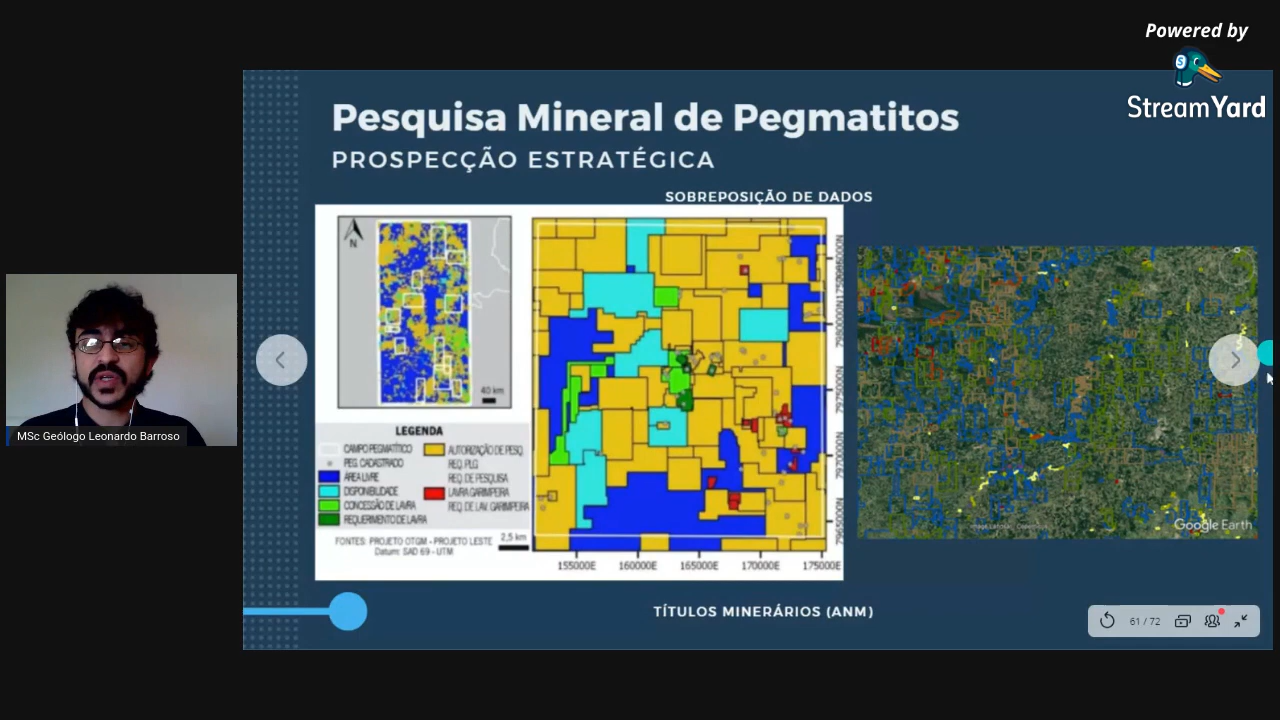 Powered by
StreamYard
Pesquisa Mineral de Pegmatitos
PROSPECÇÃO ESTRATÉGICA
SOBREPOSIÇÃO DE DADOS
N
40 km
LEGENDA
CAMPO PEGMATÍTICO
PEG. CADASTRADO
ÁREA LIVRE
DISPONIBILIDADE
CONCESSÃO DE LAVRA
REQUERIMENTO DE LAVRA
AUTORIZAÇÃO DE PESQ.
REQ. PLG
REQ. DE PESQUISA
LAVRA GARIMPEIRA
REQ. DE LAV. GARIMPEIRA
FONTES: PROJETO OTGM - PROJETO LESTE
Datum: SAD 69 - UTM
2,5 km
155000E 160000E 165000E 170000E 175000E
7975000N
7970000N
7965000N
Google Earth
MSc Geólogo Leonardo Barroso
TÍTULOS MINERÁRIOS (ANM)
61 / 72